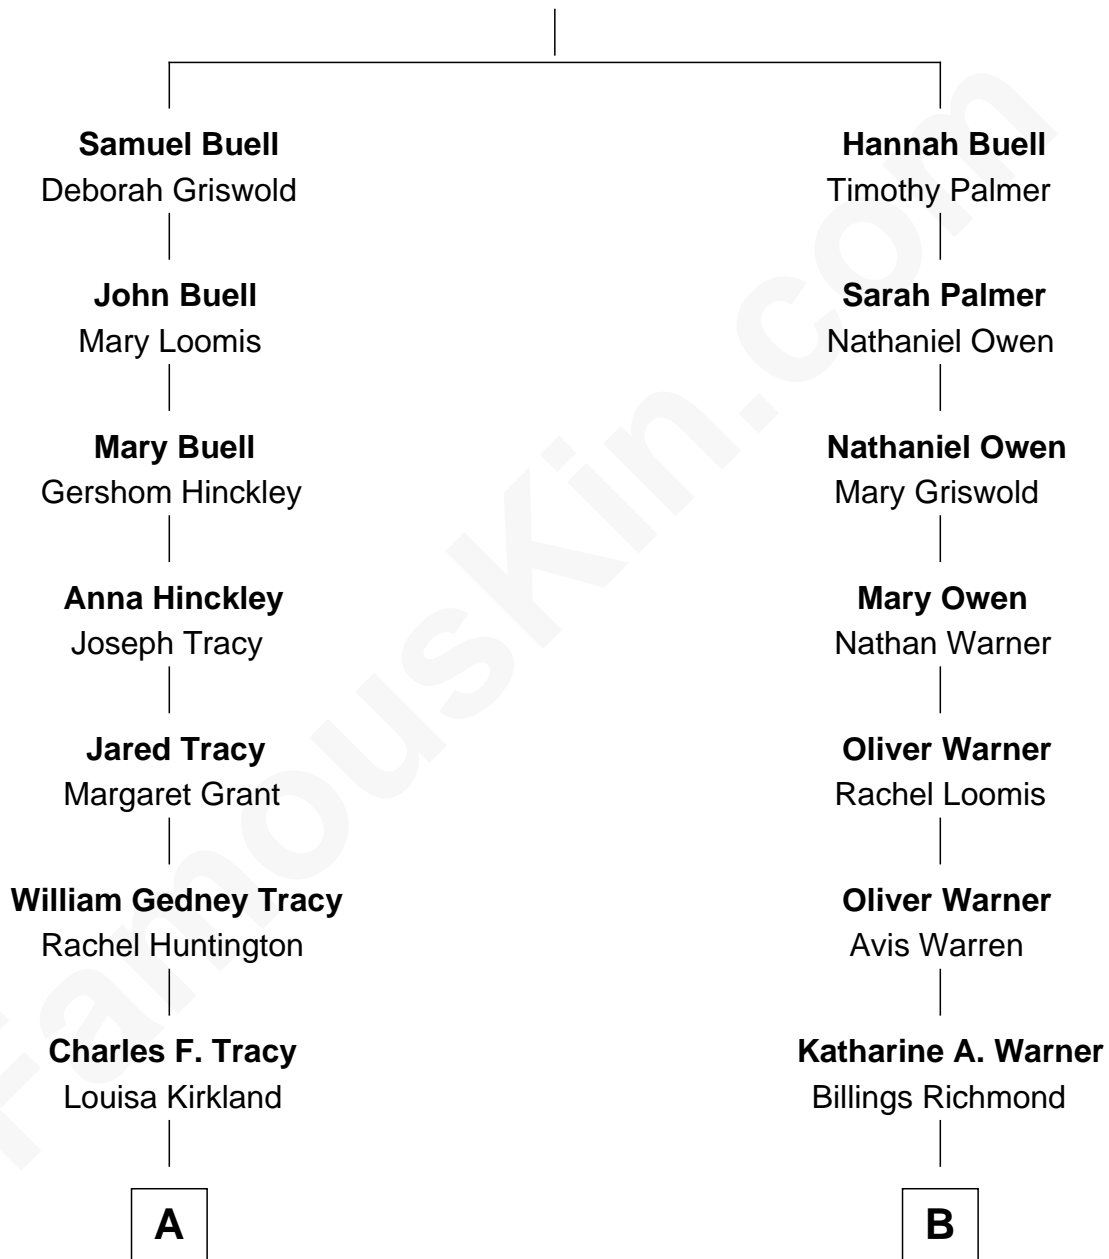 Samuel Buell
Deborah Griswold
John Buell
Mary Loomis
Mary Buell
Gershom Hinckley
Anna Hinckley
Joseph Tracy
Jared Tracy
Margaret Grant
William Gedney Tracy
Rachel Huntington
Charles F. Tracy
Louisa Kirkland
A
Hannah Buell
Timothy Palmer
Sarah Palmer
Nathaniel Owen
Nathaniel Owen
Mary Griswold
Mary Owen
Nathan Warner
Oliver Warner
Rachel Loomis
Oliver Warner
Avis Warren
Katharine A. Warner
Billings Richmond
B
FamousKin.com